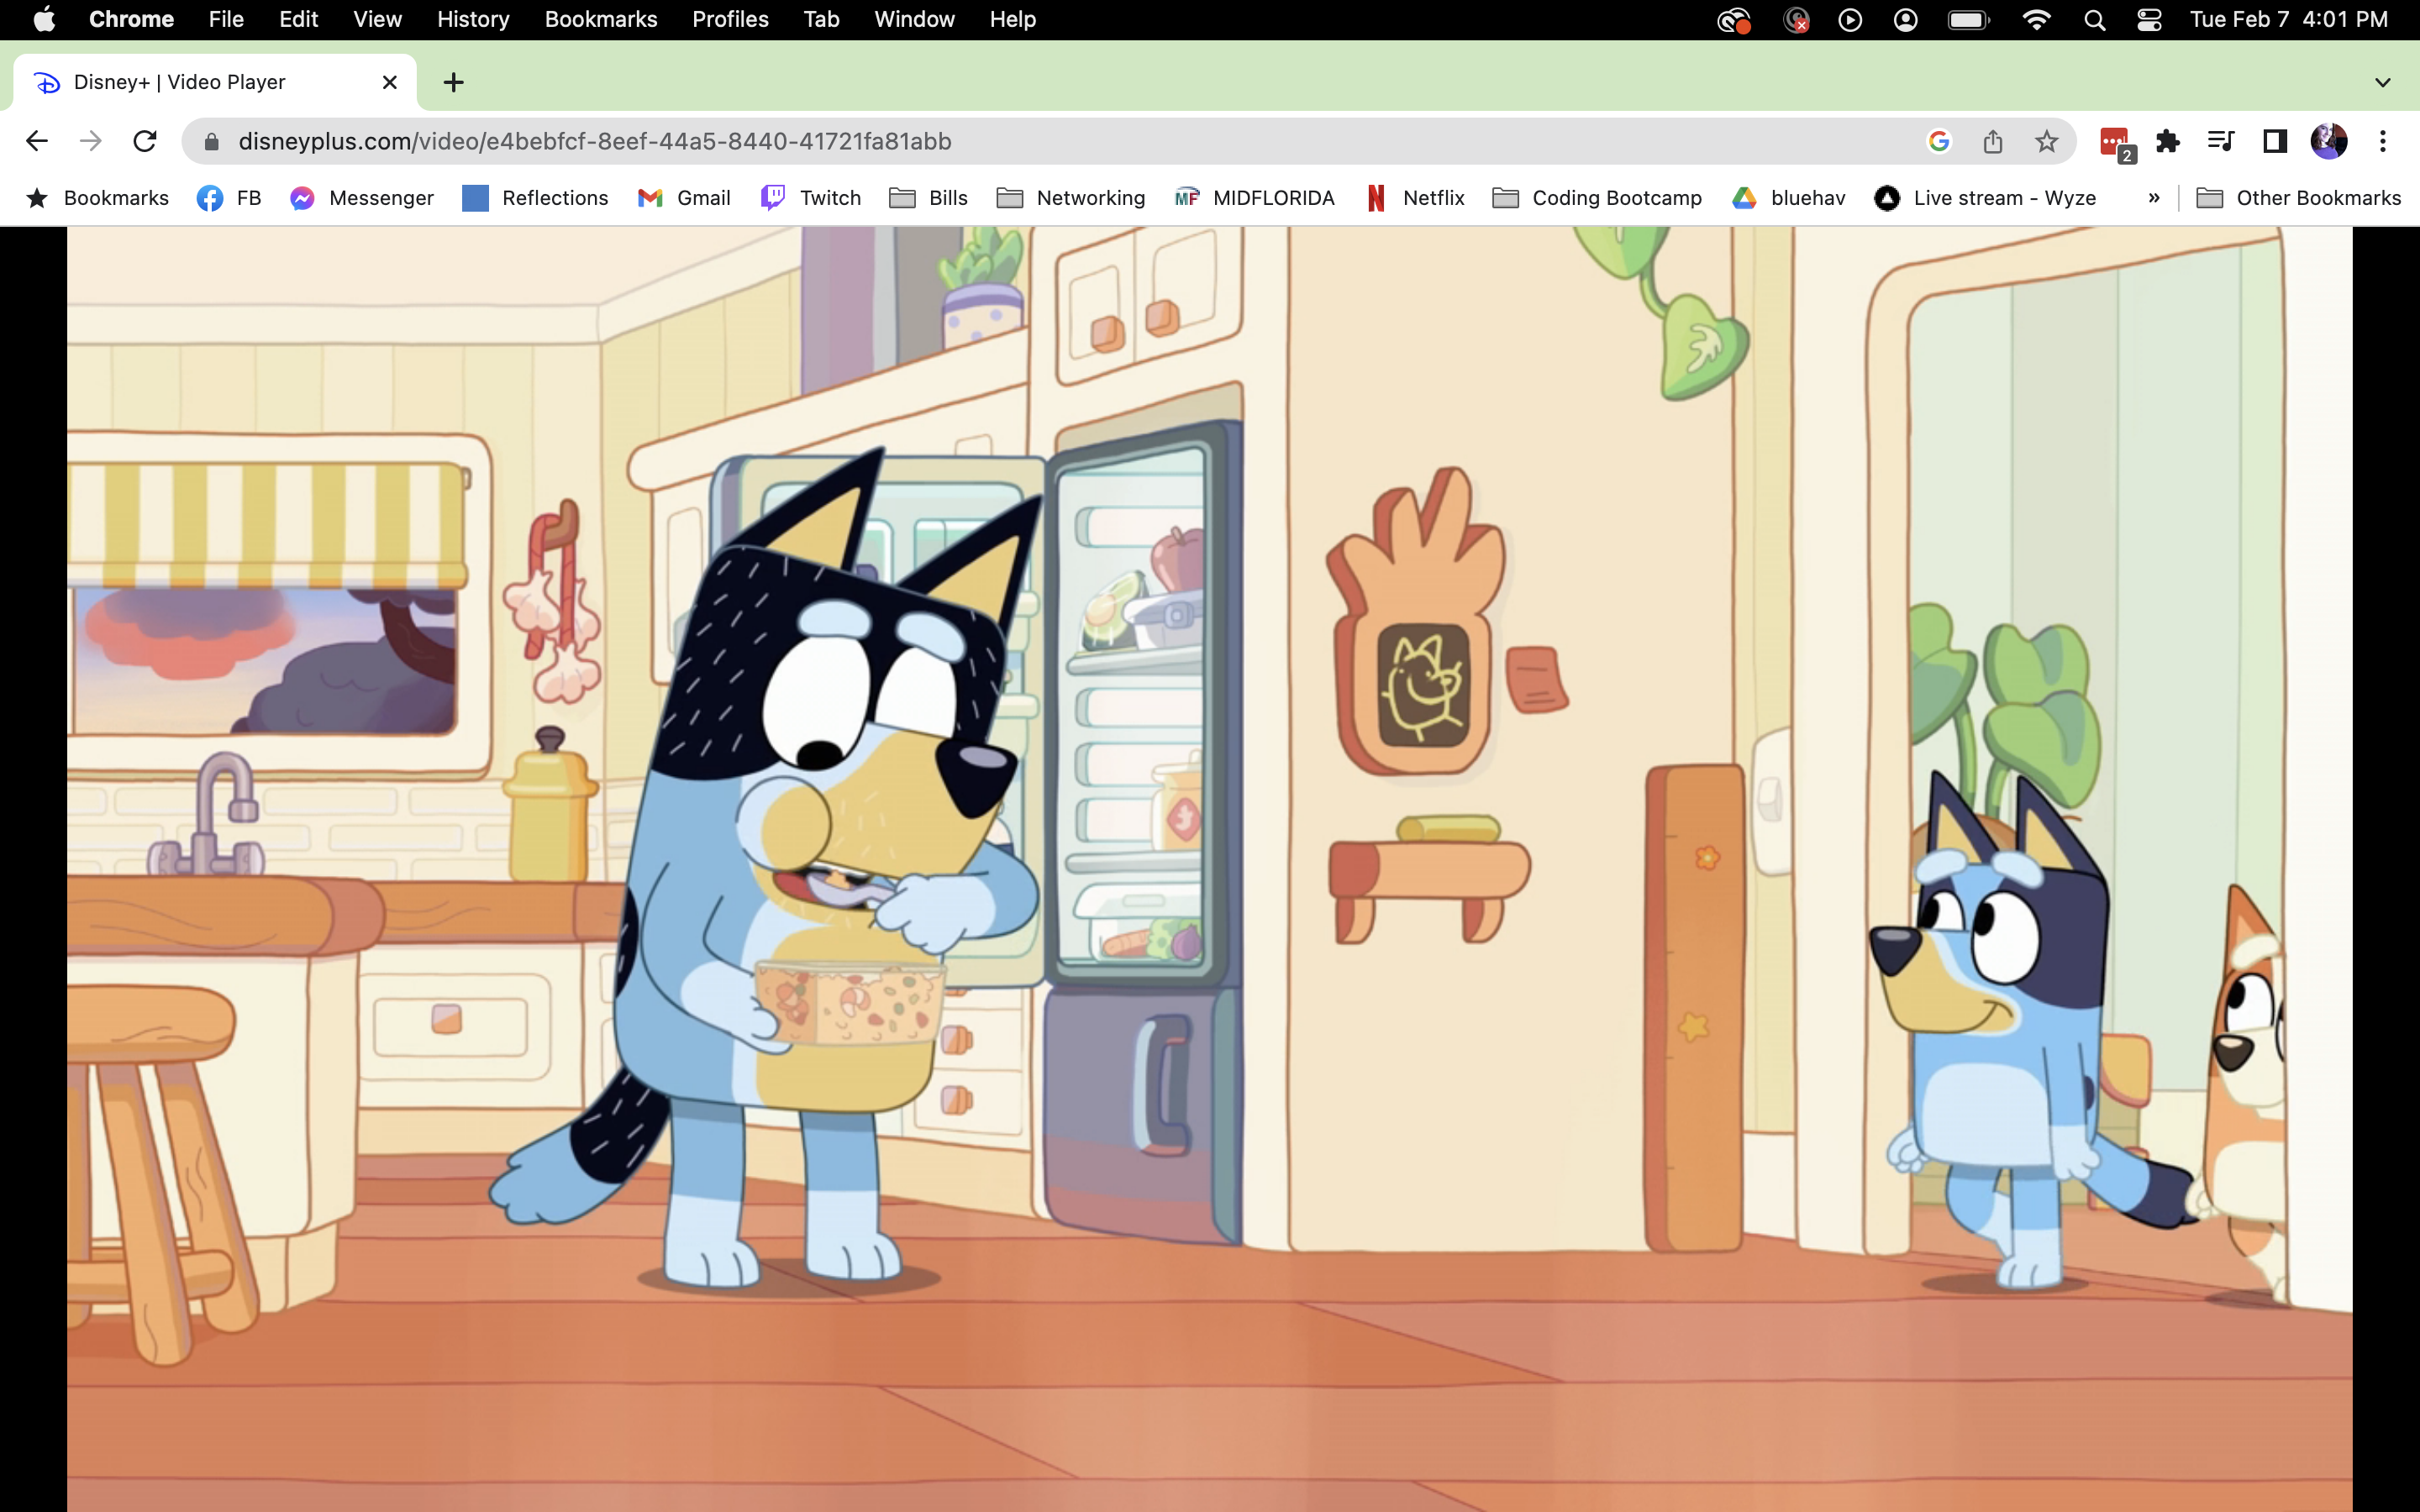 Chrome File Edit View History Bookmarks Profiles Tab Window Help Tue Feb 7 4:01 PM
Disney+ | Video Player
disneyplus.com/video/e4bebfcf-8eef-44a5-8440-41721fa81abb 2
Bookmarks FB Messenger Reflections Gmail Twitch Bills Networking MF MIDFLORIDA Netflix Coding Bootcamp bluehav Live stream - Wyze » Other Bookmarks